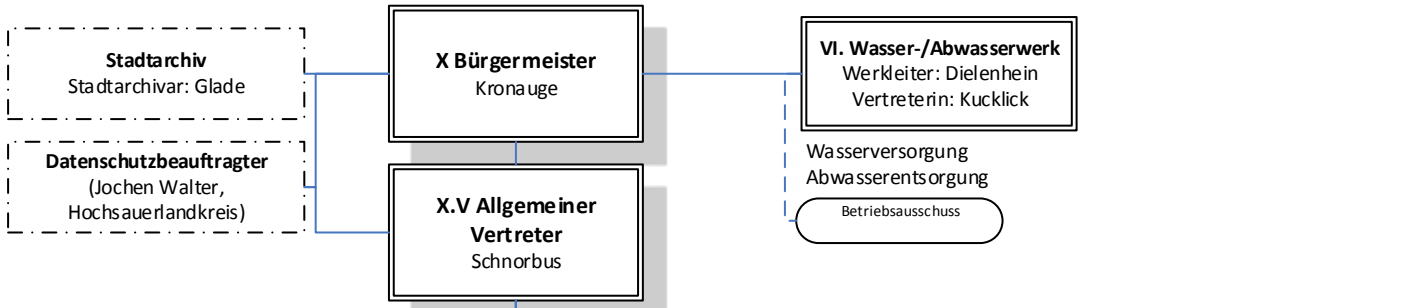 Stadtarchiv
Stadtarchivar: Glade
Datenschutzbeauftragter
(Jochen Walter,
Hochsauerlandkreis)
X Bürgermeister
Kronauge
X.V Allgemeiner
Vertreter
Schnorbus
VI. Wasser-/Abwasserwerk
Werkleiter: Dielenhein
Vertreterin: Kucklick
Wasserversorgung
Abwasserentsorgung
Betriebsausschuss